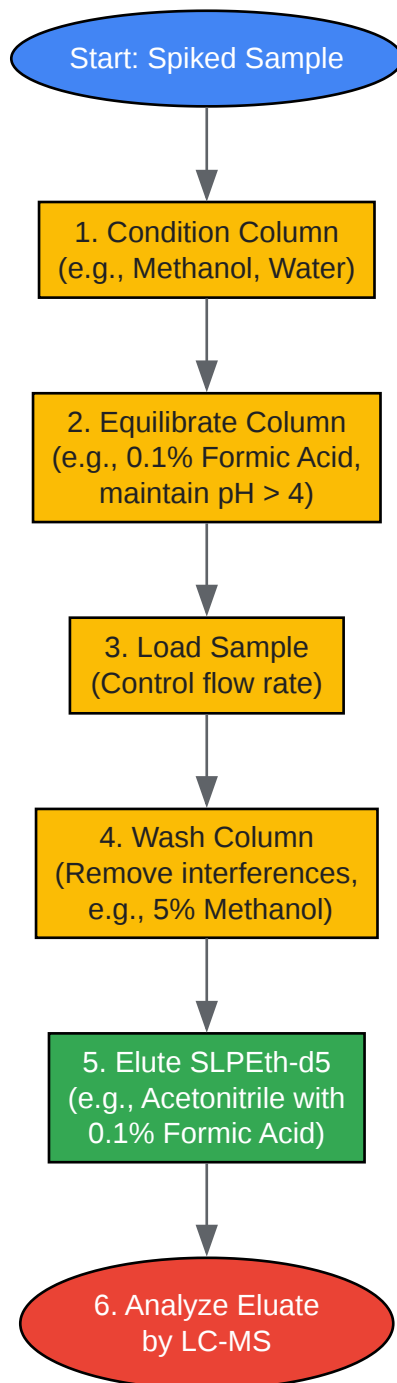 Start: Spiked Sample
1. Condition Column
(e.g., Methanol, Water)
2. Equilibrate Column
(e.g., 0.1% Formic Acid,
maintain pH > 4)
3. Load Sample
(Control flow rate)
4. Wash Column
(Remove interferences,
e.g., 5% Methanol)
5. Elute SLPEth-d5
(e.g., Acetonitrile with
0.1% Formic Acid)
6. Analyze Eluate
by LC-MS